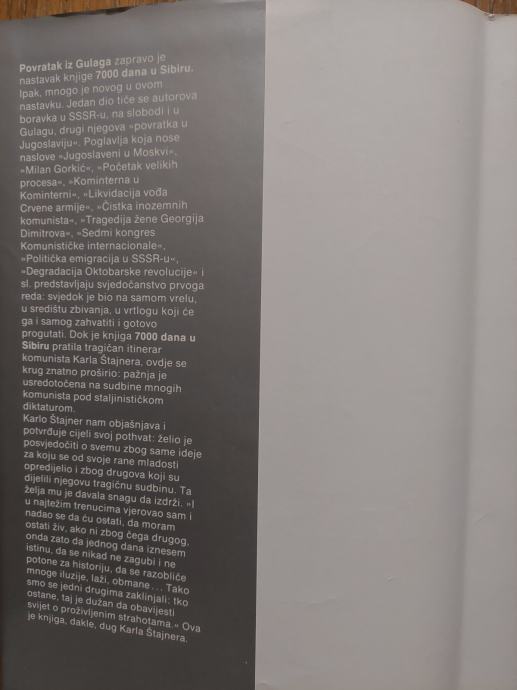 Povratak iz Gulaga zapravo je
nastavak knjige 7000 dana u Sibiru.
Ipak, mnogo je novog u ovom
nastavku. Jedan dio tiče se autorova
boravka u SSSR-u, na slobodi i u
Gulagu, drugi njegova »povratka u
Jugoslaviju«. Poglavlja koja nose
naslove »Jugoslaveni u Moskvi«,
»Milan Gorkić«, »Početak velikih
procesa«, »Kominterna u
Kominterni«, »Likvidacija vođa
Crvene armije«, »Čistka inozemnih
komunista«, »Tragedija žene Georgija
Dimitrova«, »Sedmi kongres
Komunističke internacionale«,
»Politička emigracija u SSSR-u«,
»Degradacija Oktobarske revolucije« i
sl. predstavljaju svjedočanstvo prvoga
reda: svjedok je bio na samom vrelu,
u središtu zbivanja, u vrtlogu koji će
ga i samog zahvatiti i gotovo
progutati. Dok je knjiga 7000 dana u
Sibiru pratila tragičan itinerar
komunista Karla Štajnera, ovdje se
krug znatno proširio: pažnja je
usredotočena na sudbine mnogih
komunista pod staljinističkom
diktaturom.
Karlo Štajner nam objašnjava i
potvrđuje cijeli svoj pothvat: želio je
posvjedočiti o svemu zbog same ideje
za koju se od svoje rane mladosti
opredijelio i zbog drugova koji su
dijelili njegovu tragičnu sudbinu. Ta
želja mu je davala snagu da izdrži. »I
u najtežim trenucima vjerovao sam i
nadao se da ću ostati, da moram
ostati živ, ako ni zbog čega drugog,
onda zato da jednog dana iznesem
istinu, da se nikad ne zagubi i ne
potone za historiju, da se razobliče
mnoge iluzije, laži, obmane... Tako
smo se jedni drugima zaklinjali: tko
ostane, taj je dužan da obavijesti
svijet o proživljenim strahotama.« Ova
je knjiga, dakle, dug Karla Štajnera.